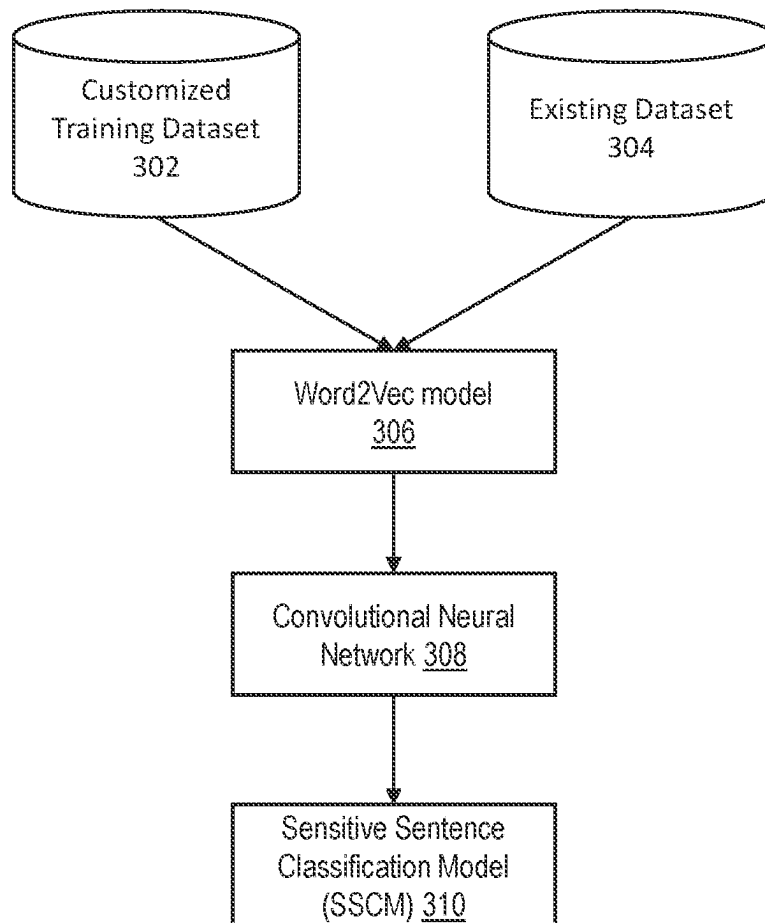 Customized
Training Dataset
302
Existing Dataset
304
Word2Vec model
306
Convolutional Neural
Network 308
Sensitive Sentence
Classification Model
(SSCM) 310